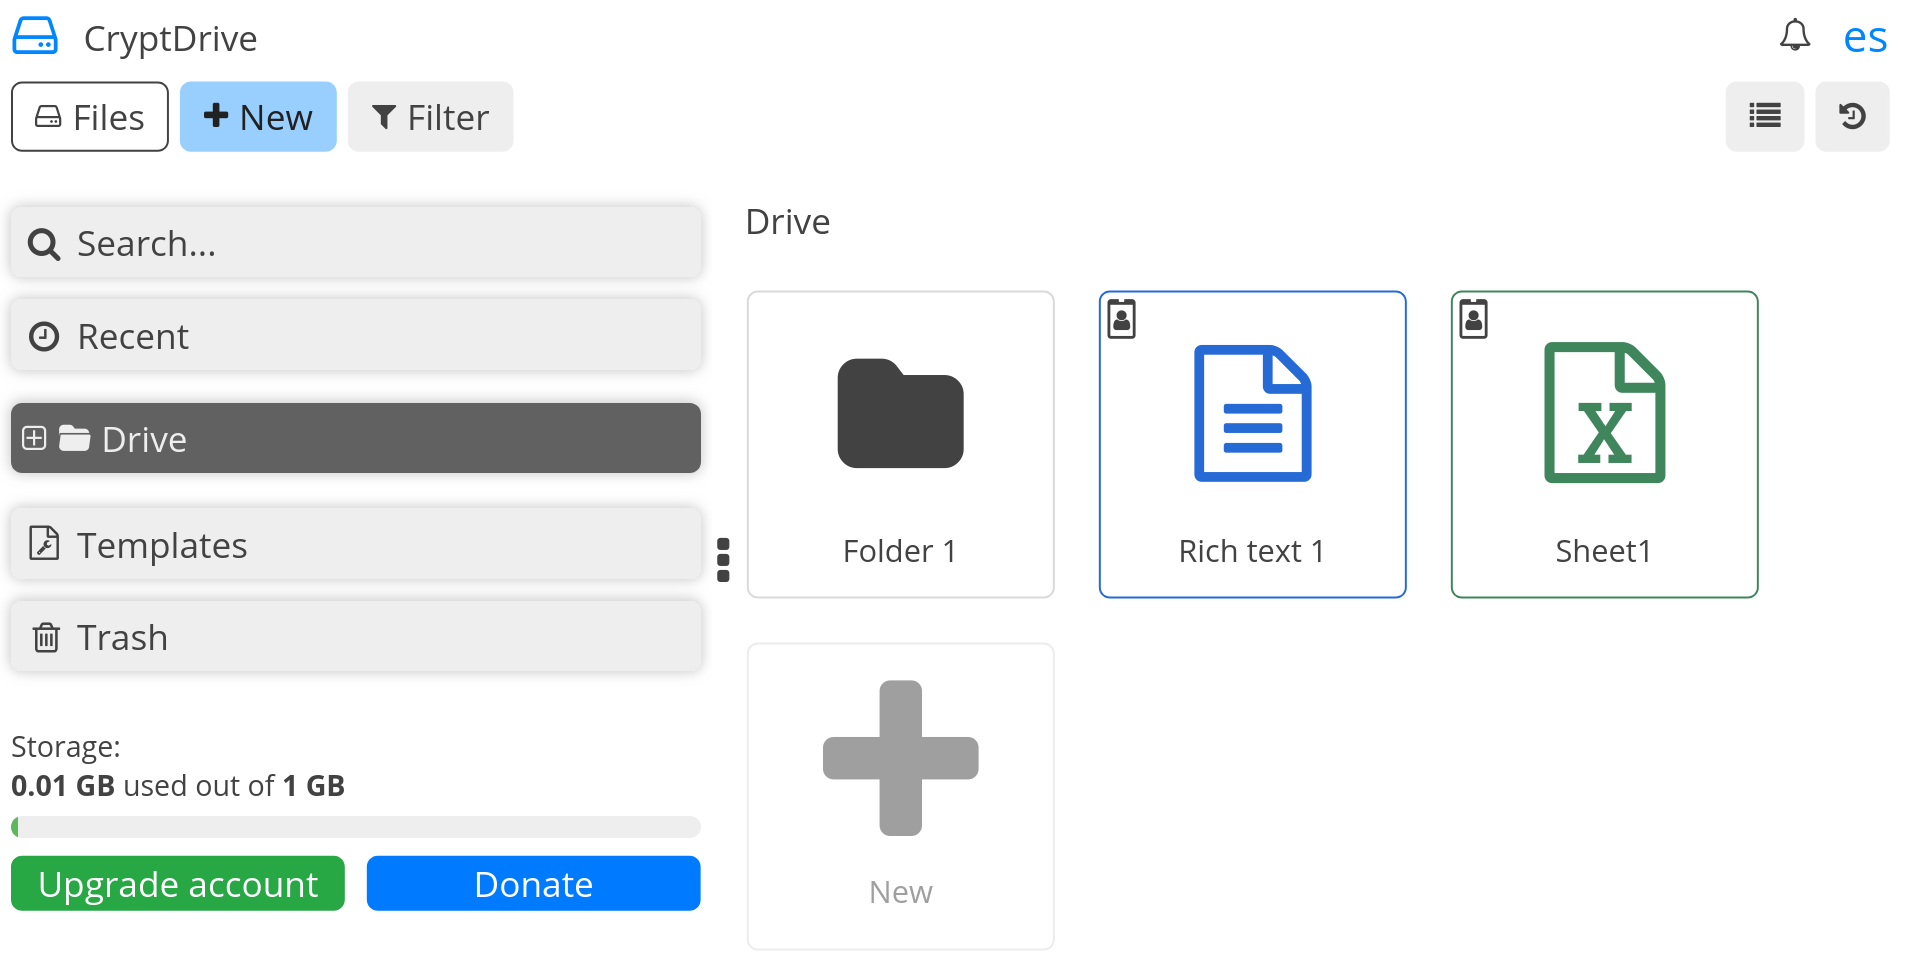 CryptDrive
es
Files
New
Filter
Search...
Recent
Drive
Templates
Trash
Storage:
0.01 GB used out of 1 GB
Upgrade account
Donate
Drive
Folder 1
Rich text 1
Sheet1
New